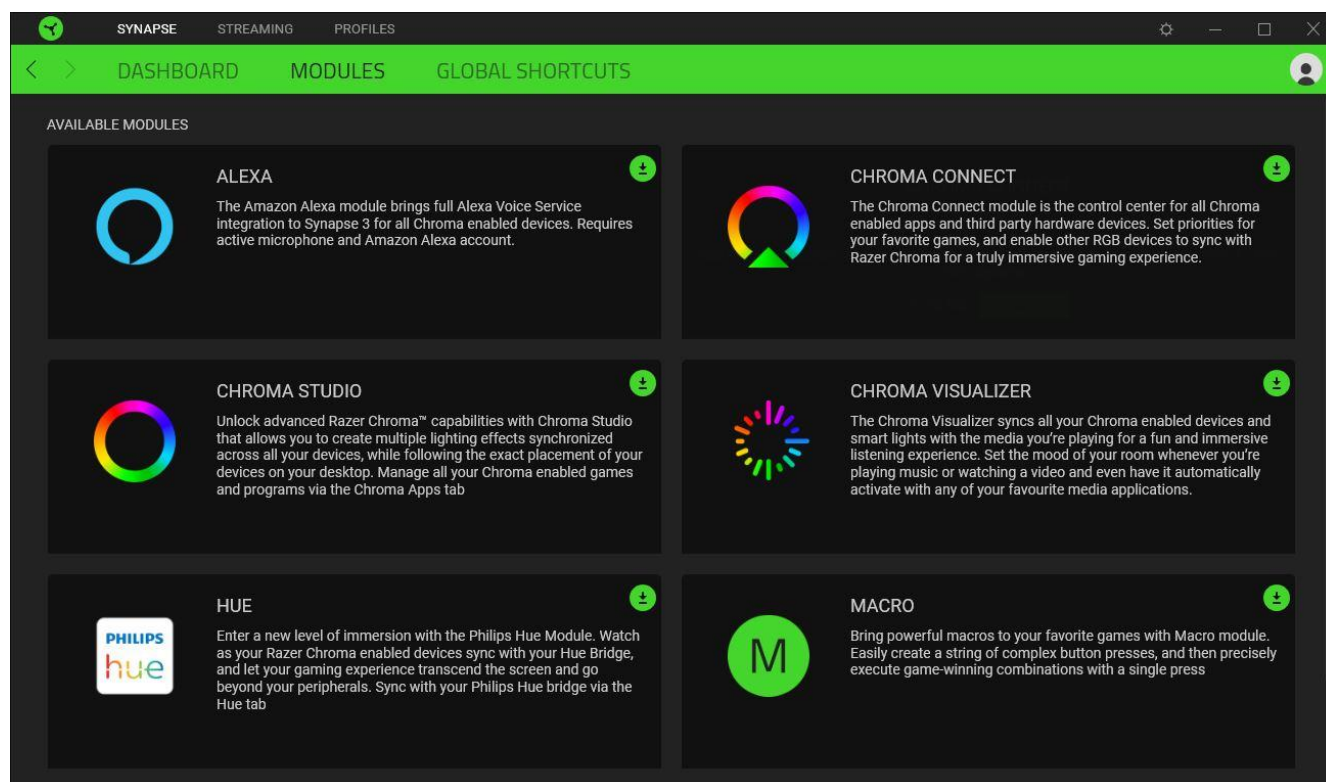 SYNAPSE STREAMING PROFILES
DASHBOARD MODULES GLOBAL SHORTCUTS
AVAILABLE MODULES
ALEXA
The Amazon Alexa module brings full Alexa Voice Service
integration to Synapse 3 for all Chroma enabled devices. Requires
active microphone and Amazon Alexa account.
CHROMA CONNECT
The Chroma Connect module is the control center for all Chroma
enabled apps and third party hardware devices. Set priorities for
your favorite games, and enable other RGB devices to sync with
Razer Chroma for a truly immersive gaming experience.
CHROMA STUDIO
Unlock advanced Razer Chroma™ capabilities with Chroma Studio
that allows you to create multiple lighting effects synchronized
across all your devices, while following the exact placement of your
devices on your desktop. Manage all your Chroma enabled games
and programs via the Chroma Apps tab
CHROMA VISUALIZER
The Chroma Visualizer syncs all your Chroma enabled devices and
smart lights with the media you’re playing for a fun and immersive
listening experience. Set the mood of your room whenever you’re
playing music or watching a video and even have it automatically
activate with any of your favourite media applications.
PHILIPS
hue
HUE
Enter a new level of immersion with the Philips Hue Module. Watch
as your Razer Chroma enabled devices sync with your Hue Bridge,
and let your gaming experience transcend the screen and go
beyond your peripherals. Sync with your Philips Hue bridge via the
Hue tab
M
MACRO
Bring powerful macros to your favorite games with Macro module.
Easily create a string of complex button presses, and then precisely
execute game-winning combinations with a single press